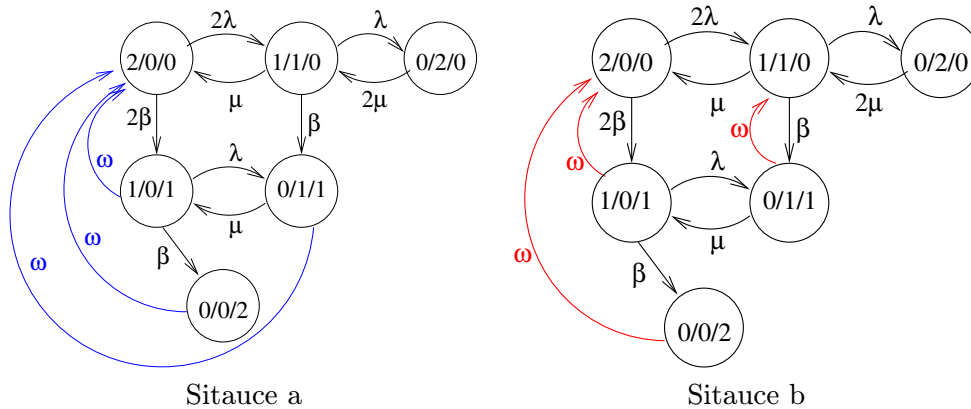 2λ
λ
2/0/0
1/1/0
0/2/0
μ
2μ
2β
β
ω
λ
1/0/1
0/1/1
μ
β
ω
ω
0/0/2
Sitauce a
2λ
λ
2/0/0
1/1/0
0/2/0
μ
2μ
2β
β
ω
ω
λ
1/0/1
0/1/1
μ
ω
β
0/0/2
Sitauce b